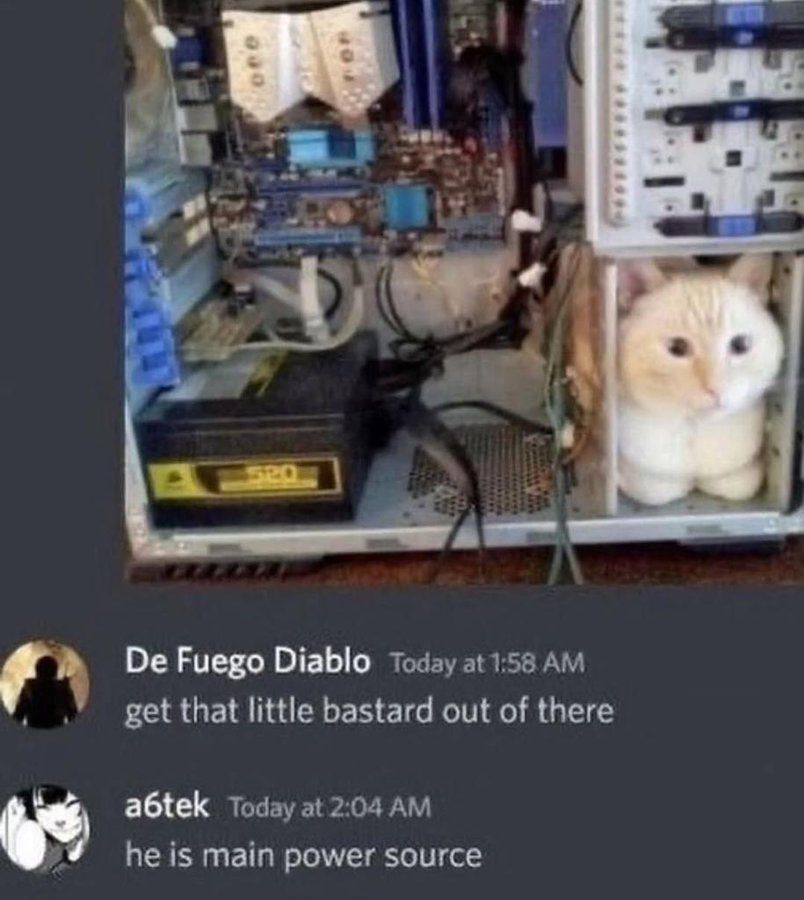 520
De Fuego Diablo Today at 1:58 AM
get that little bastard out of there
a6tek Today at 2:04 AM
he is main power source